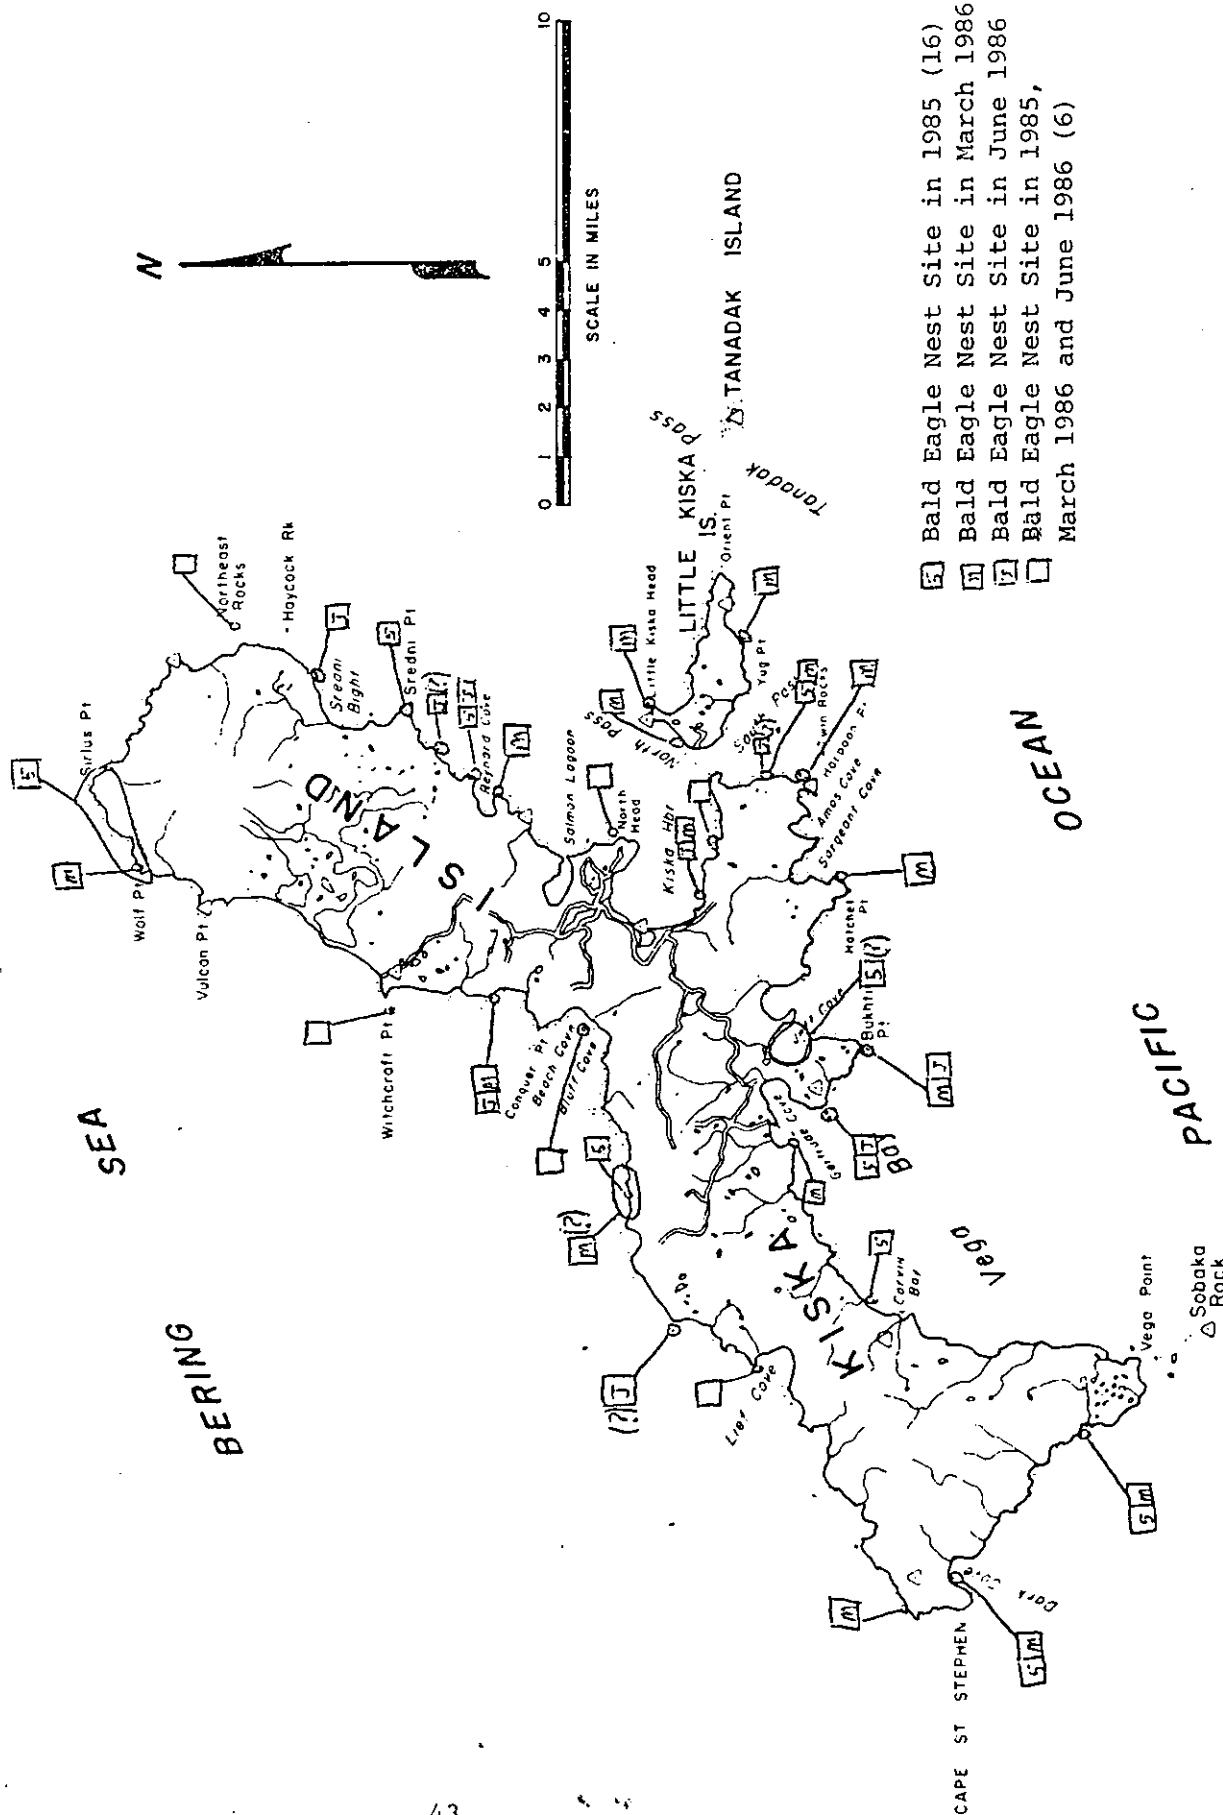 N
SCALE IN MILES
0 1 2 3 4 5 10
BERING SEA
PACIFIC OCEAN
KISKA ISLAND
LITTLE KISKA IS.
TANADAK ISLAND
Tanadak Pass
Sirius Pt
S
Wolf Pt
M
Vulcan Pt
Northeast Rocks
Haycock Rk
J
Sredni Bight
S
Sredni Pt
J (?)
S J
Reynard Cove
M
Witchcraft Pt
J M
Conquer Pt
Beach Cove
Bluff Cove
Salmon Lagoon
North Head
S
M (?)
(?) J
Lief Cove
Kiska Hbr
J M
North Pass
M
M
Little Kiska Head
Orient Pt
Yug Pt
M
South Pass
S M
Twin Rocks
Haipoon Pt
M
Amos Cove
Sargeant Cove
Hatchet Pt
M
S (?)
Bukhti Pt
M J
Gertrude Cove
S J
M
Vega Bay
S
Corvin Bay
Vega Point
Sobaka Rock
S M
Dark Cove
S M
M
CAPE ST STEPHEN
S Bald Eagle Nest Site in 1985 (16)
M Bald Eagle Nest Site in March 1986
J Bald Eagle Nest Site in June 1986
Bald Eagle Nest Site in 1985,
March 1986 and June 1986 (6)
43